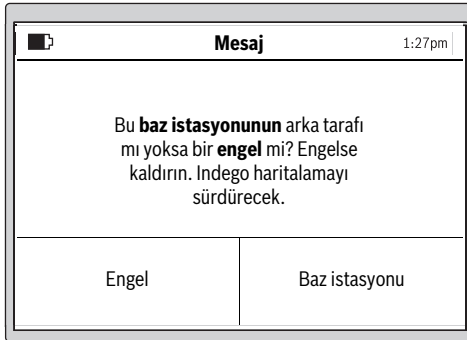 Mesaj 1:27pm
Bu baz istasyonunun arka tarafı
mı yoksa bir engel mi? Engelse
kaldırın. Indego haritalamayı
sürdürecek.
Engel Baz istasyonu